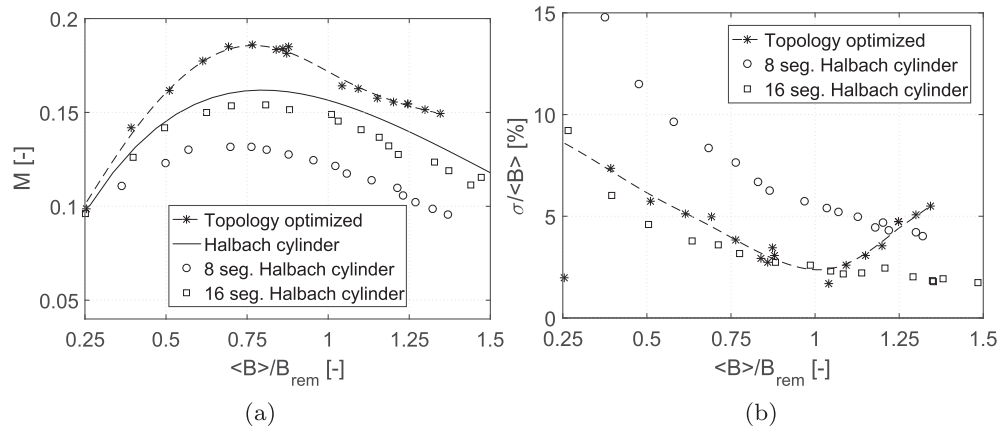 0.2
0.15
0.1
0.05
M [-]
0.25 0.5 0.75 1 1.25 1.5
<B>/B_rem [-]
Topology optimized
Halbach cylinder
8 seg. Halbach cylinder
16 seg. Halbach cylinder
(a)
15
10
5
0
σ/<B> [%]
0.25 0.5 0.75 1 1.25 1.5
<B>/B_rem [-]
Topology optimized
8 seg. Halbach cylinder
16 seg. Halbach cylinder
(b)